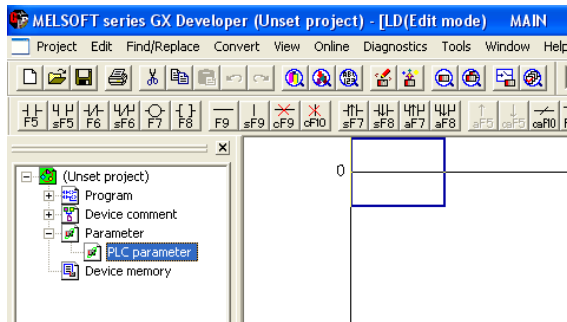 MELSOFT series GX Developer (Unset project) - [LD(Edit mode) MAIN
Project Edit Find/Replace Convert View Online Diagnostics Tools Window Help
F5 sF5 F6 sF6 F7 F8 F9 sF9 cF9 cF10 sF7 sF8 aF7 aF8 aF5 caF5 caF10
0
(Unset project)
Program
Device comment
Parameter
PLC parameter
Device memory